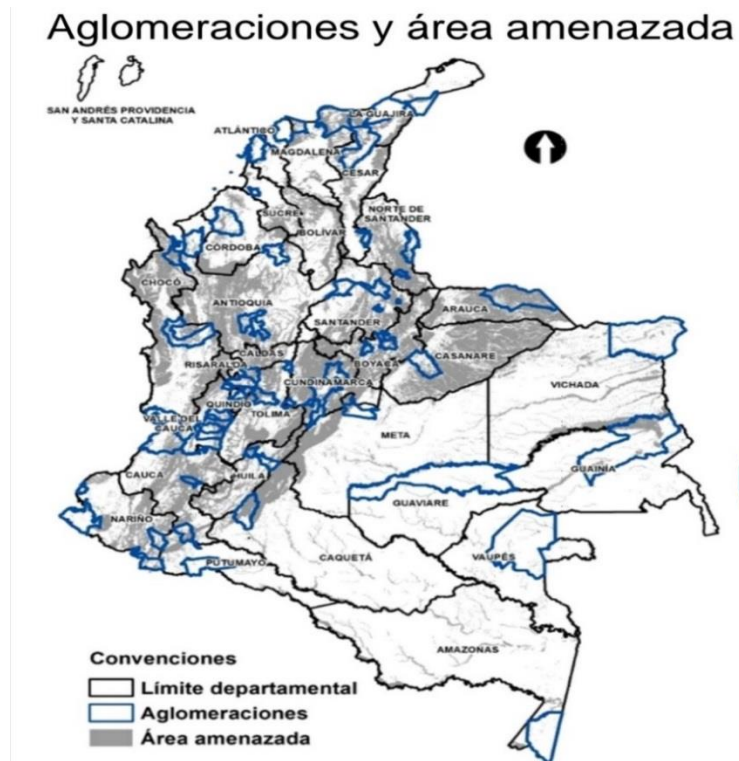 Aglomeraciones y área amenazada
SAN ANDRÉS PROVIDENCIA
Y SANTA CATALINA
LA GUAJIRA
ATLÁNTICO
MAGDALENA
CESAR
NORTE DE
SANTANDER
SUCRE
BOLÍVAR
CÓRDOBA
CHOCÓ
ANTIOQUIA
SANTANDER
ARAUCA
CALDAS
BOYACÁ
CASANARE
RISARALDA
CUNDINAMARCA
VICHADA
QUINDÍO
TOLIMA
VALLE DEL
CAUCA
META
CAUCA
HUILA
GUAINÍA
GUAVIARE
NARIÑO
CAQUETÁ
VAUPÉS
PUTUMAYO
AMAZONAS
Convenciones
Límite departamental
Aglomeraciones
Área amenazada